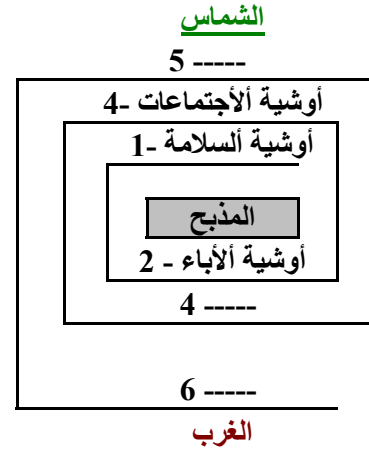 الشماس
5 -----
أوشية ألأجتماعات -4
أوشية ألسلامة -1
المذبح
أوشية ألأباء - 2
4 -----
6 -----
الغرب